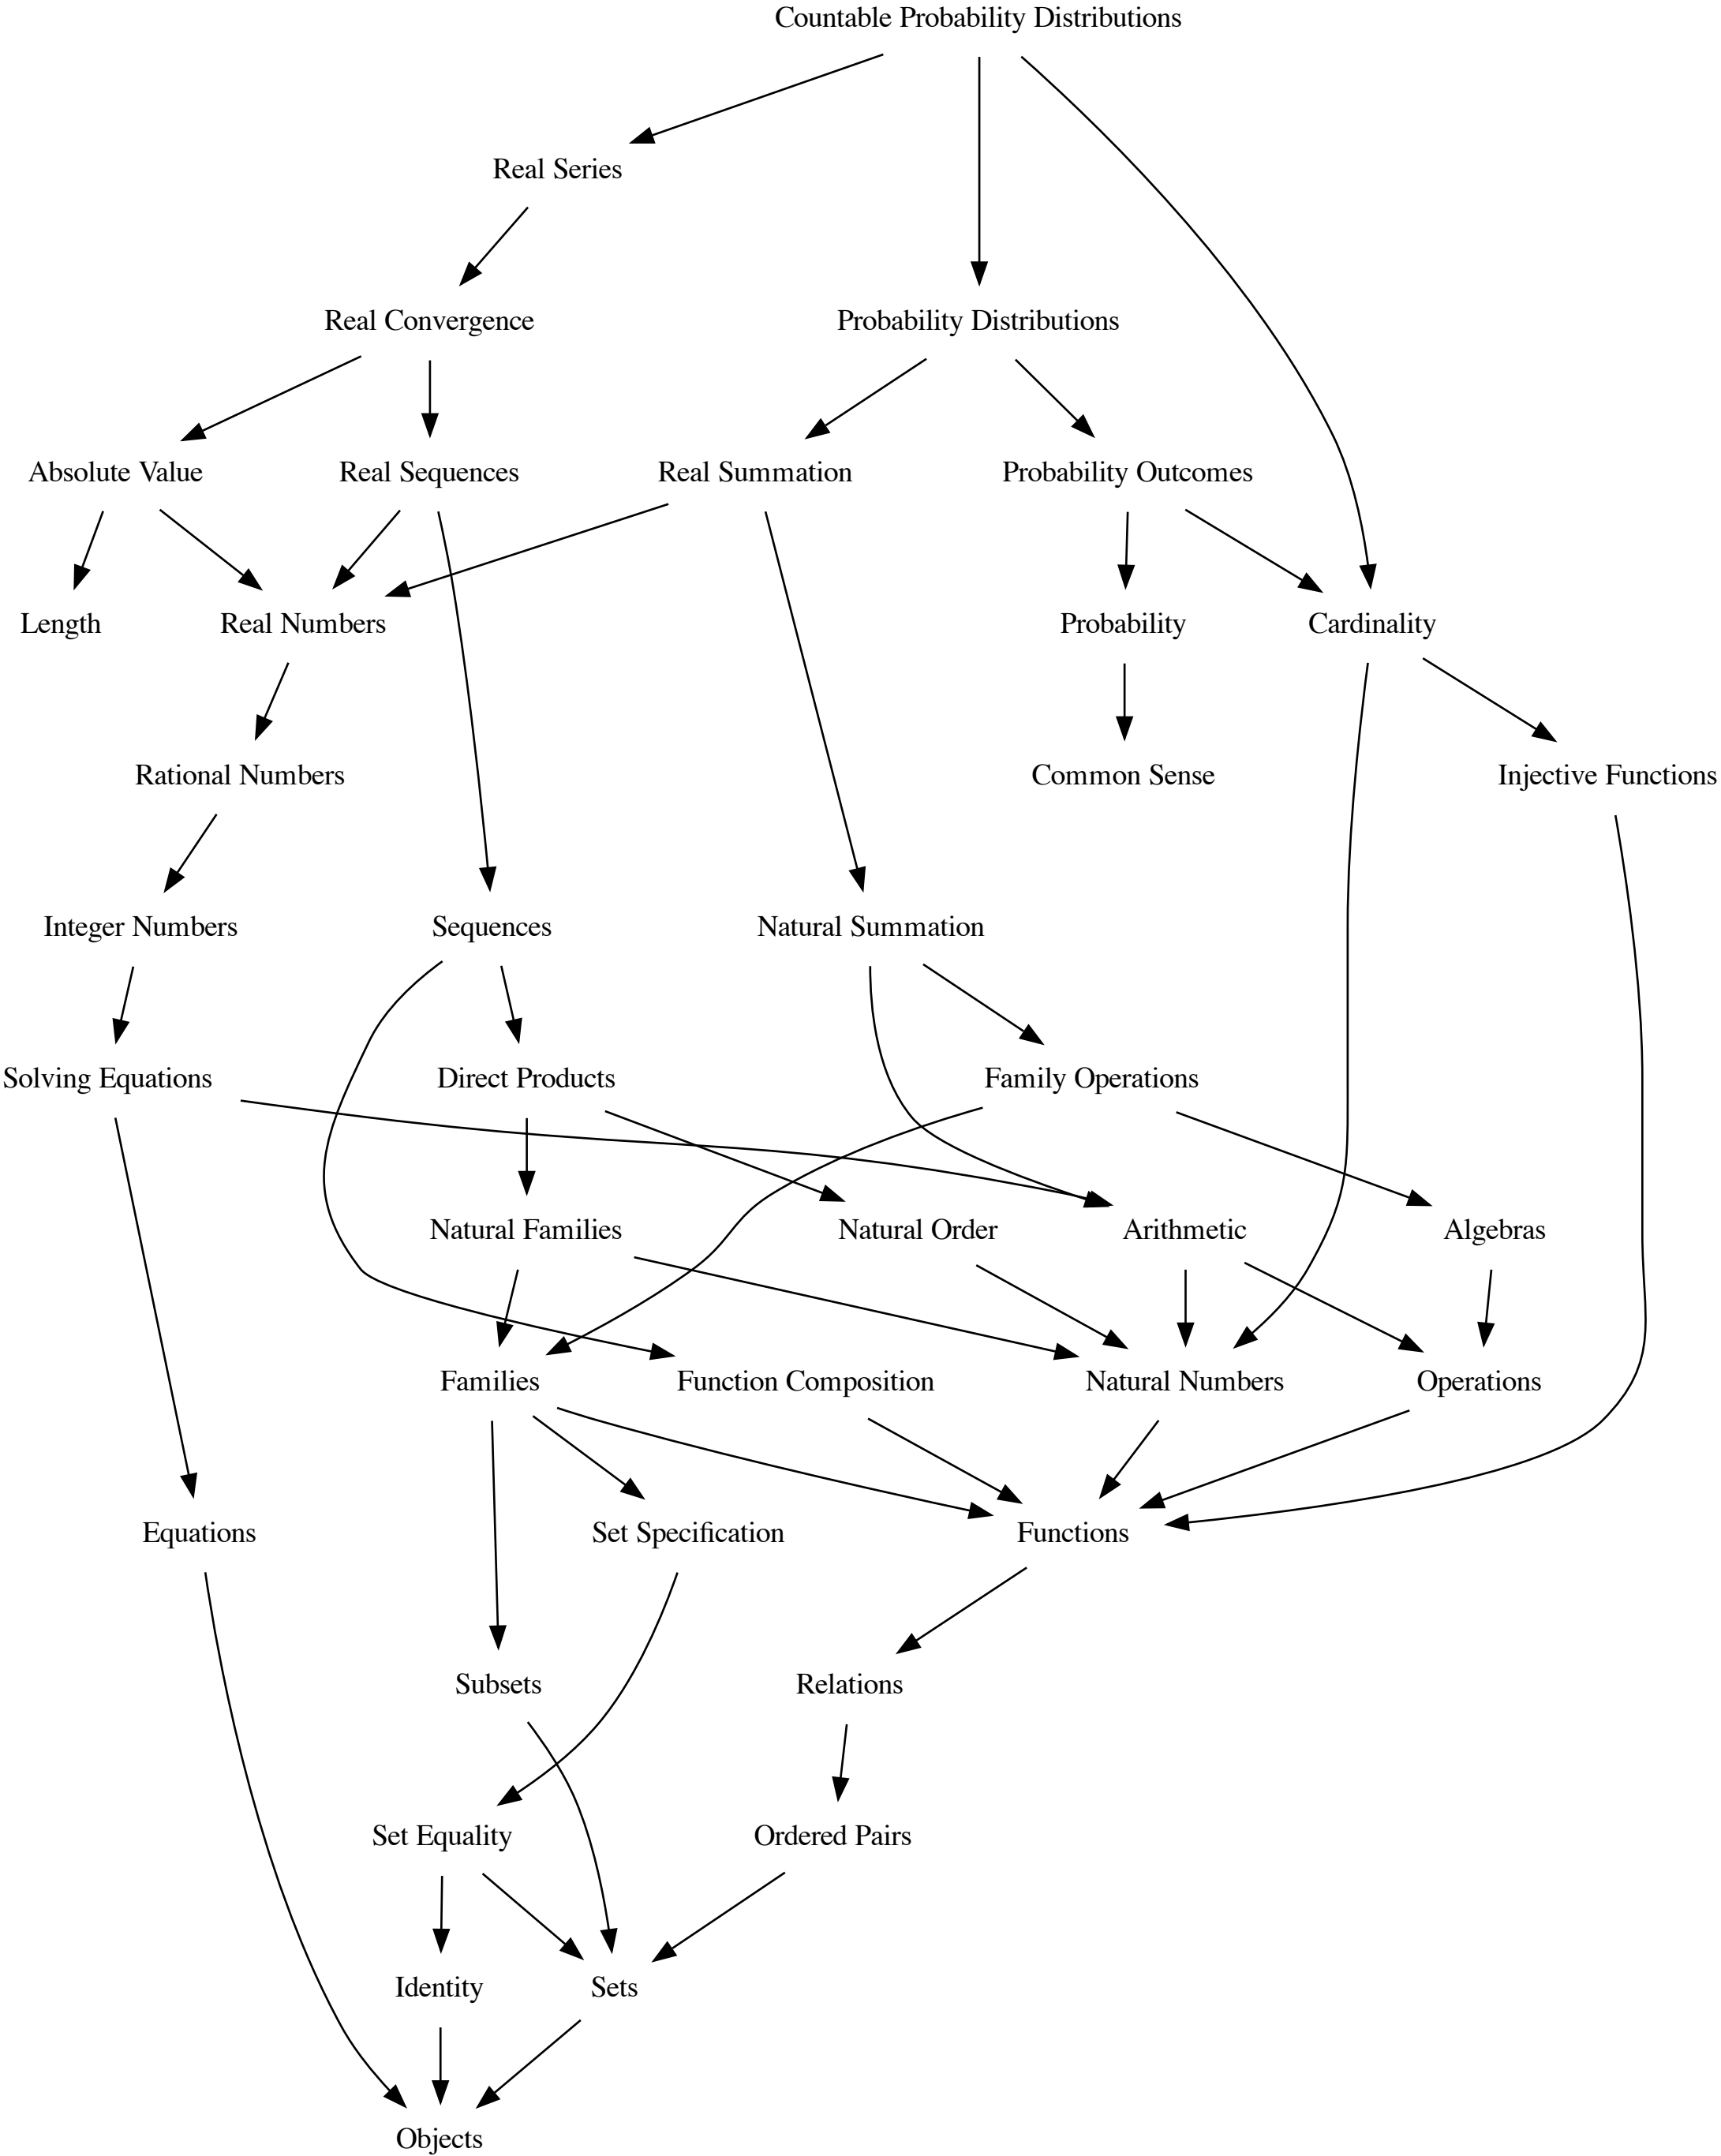 Countable Probability Distributions
Real Series
Real Convergence
Probability Distributions
Absolute Value
Real Sequences
Real Summation
Probability Outcomes
Length
Real Numbers
Probability
Cardinality
Rational Numbers
Common Sense
Injective Functions
Integer Numbers
Sequences
Natural Summation
Solving Equations
Direct Products
Family Operations
Natural Families
Natural Order
Arithmetic
Algebras
Families
Function Composition
Natural Numbers
Operations
Equations
Set Specification
Functions
Subsets
Relations
Set Equality
Ordered Pairs
Identity
Sets
Objects